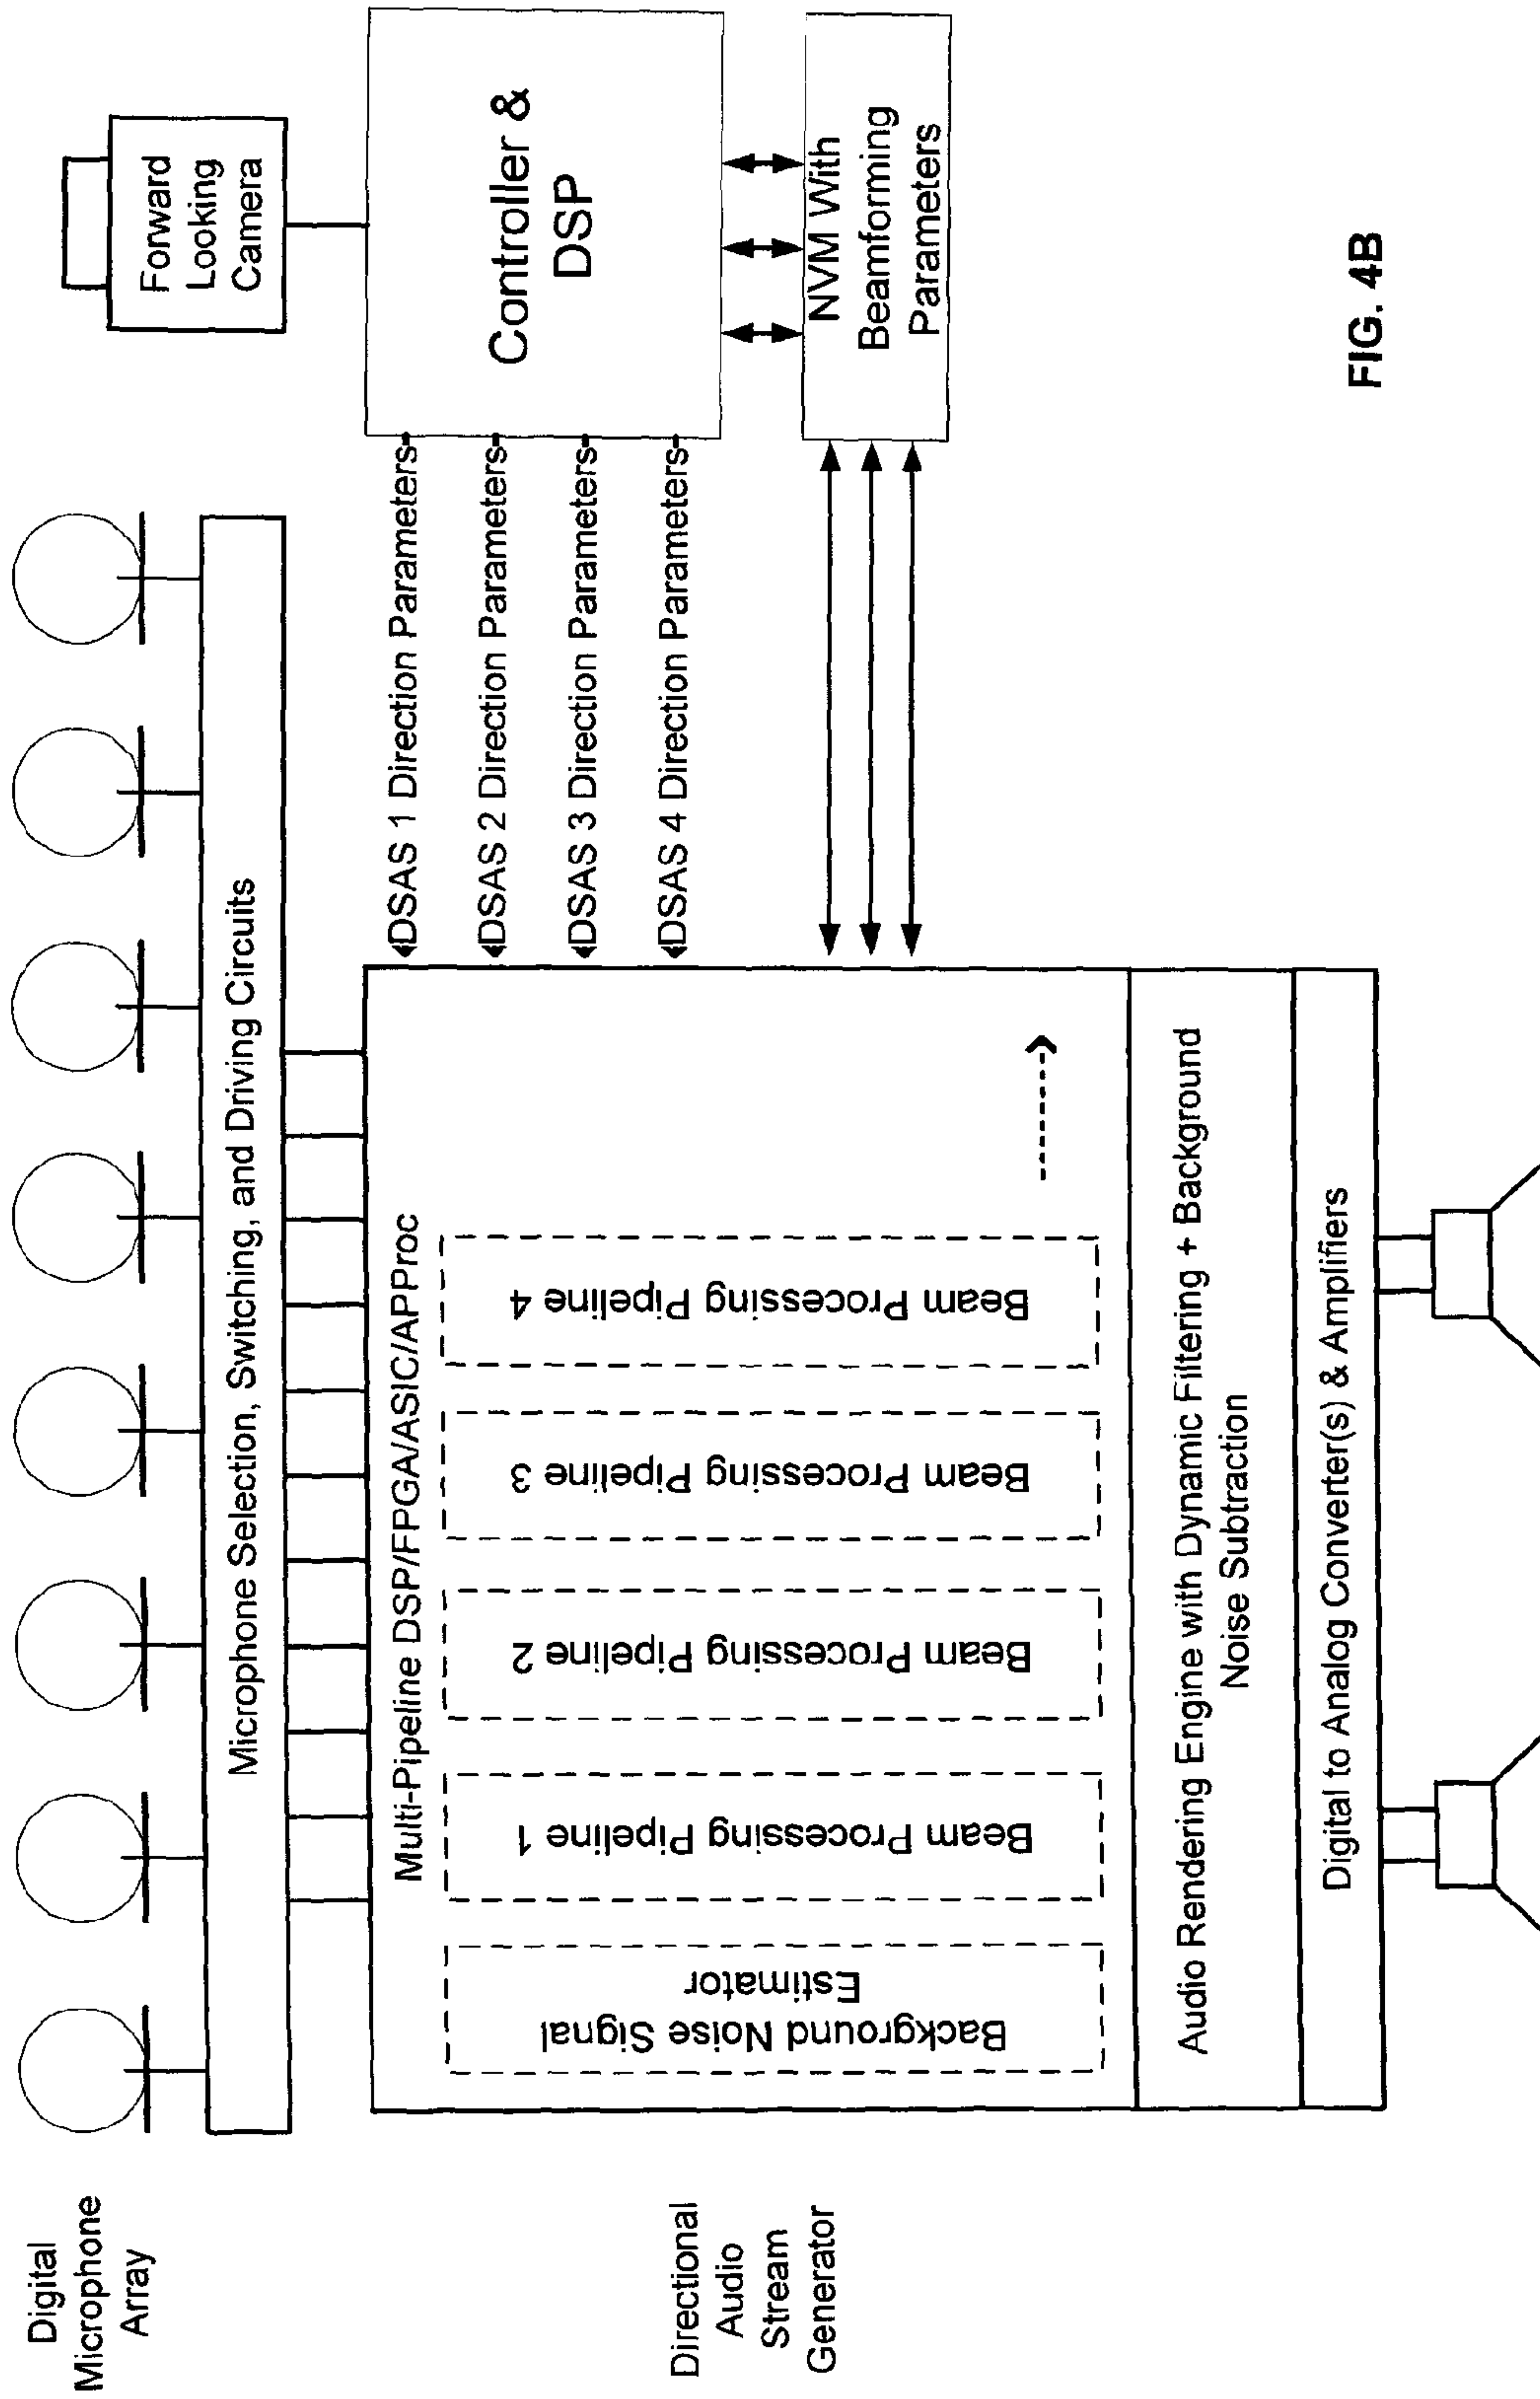 Digital
Microphone
Array
Microphone Selection, Switching, and Driving Circuits
Forward
Looking
Camera
Controller &
DSP
DSAS 1 Direction Parameters
DSAS 2 Direction Parameters
DSAS 3 Direction Parameters
DSAS 4 Direction Parameters
NVM With
Beamforming
Parameters
Directional
Audio
Stream
Generator
Multi-Pipeline DSP/FPGA/ASIC/APProc
Background Noise Signal
Estimator
Beam Processing Pipeline 1
Beam Processing Pipeline 2
Beam Processing Pipeline 3
Beam Processing Pipeline 4
Audio Rendering Engine with Dynamic Filtering + Background
Noise Subtraction
Digital to Analog Converter(s) & Amplifiers
FIG. 4B